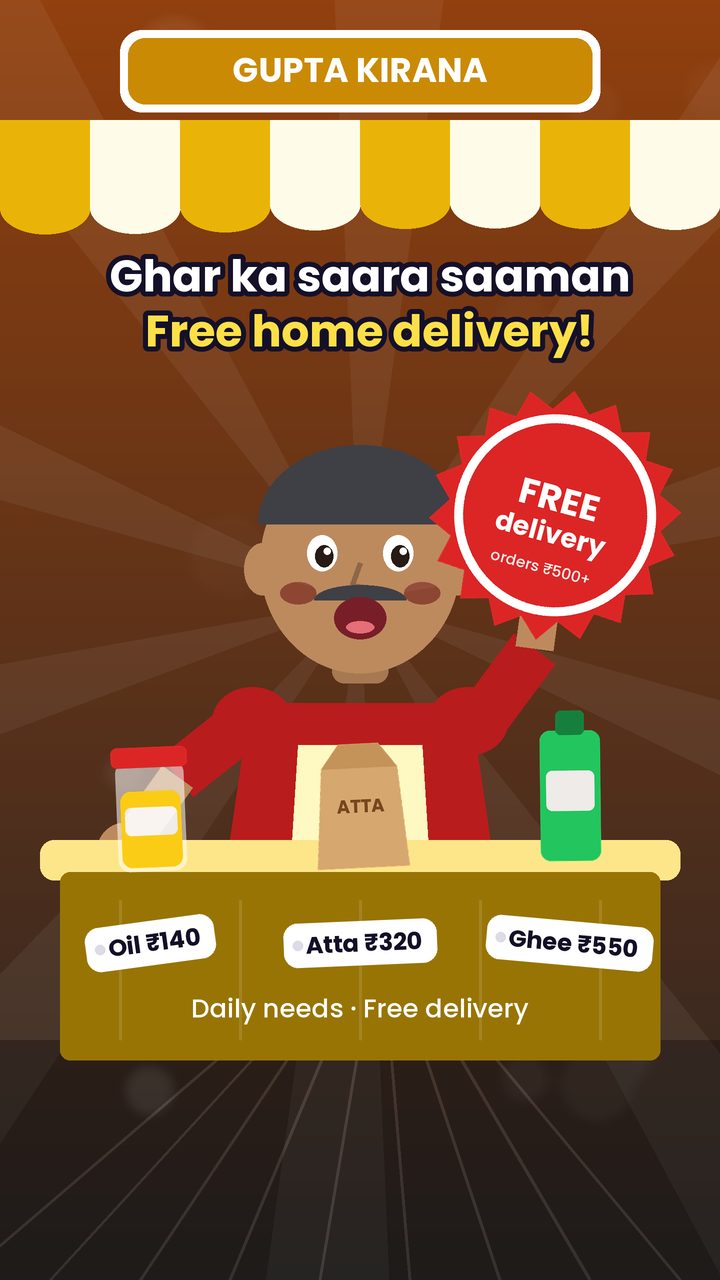 GUPTA KIRANA
Ghar ka saara saaman
Free home delivery!
FREE
delivery
orders ₹500+
ATTA
Oil ₹140
Atta ₹320
Ghee ₹550
Daily needs · Free delivery